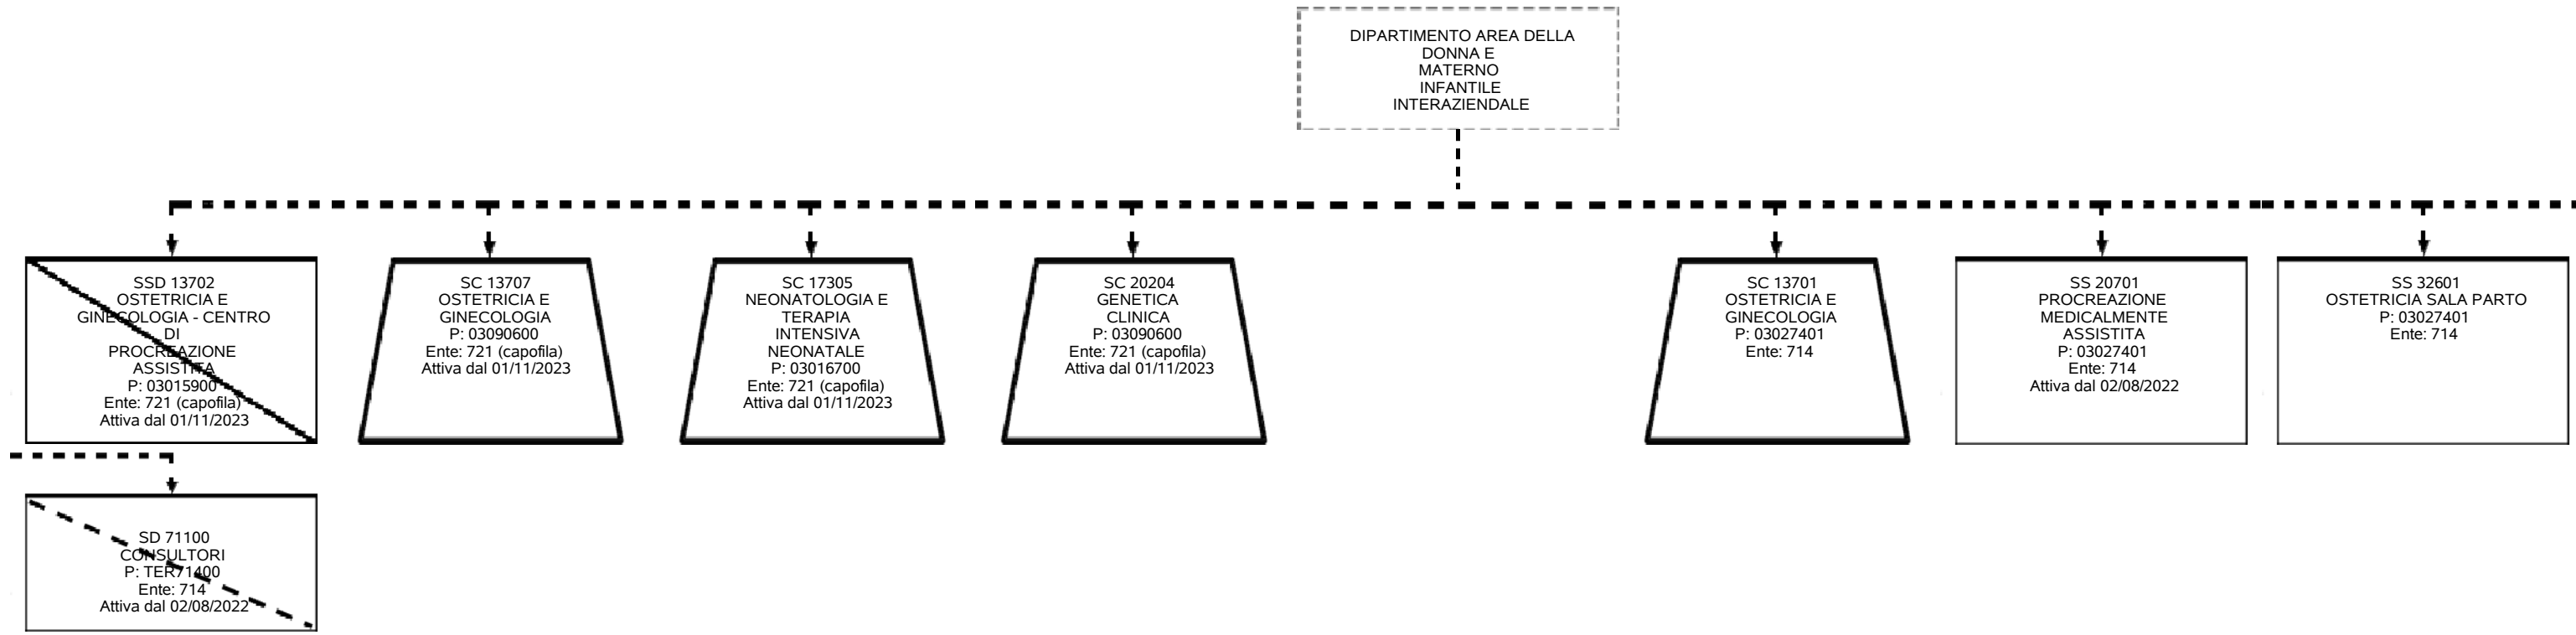 DIPARTIMENTO AREA DELLA
DONNA E
MATERNO
INFANTILE
INTERAZIENDALE
SSD 13702
OSTETRICIA E
GINECOLOGIA - CENTRO
DI
PROCREAZIONE
ASSISTITA
P: 03015900
Ente: 721 (capofila)
Attiva dal 01/11/2023
SC 13707
OSTETRICIA E
GINECOLOGIA
P: 03090600
Ente: 721 (capofila)
Attiva dal 01/11/2023
SC 17305
NEONATOLOGIA E
TERAPIA
INTENSIVA
NEONATALE
P: 03016700
Ente: 721 (capofila)
Attiva dal 01/11/2023
SC 20204
GENETICA
CLINICA
P: 03090600
Ente: 721 (capofila)
Attiva dal 01/11/2023
SC 13701
OSTETRICIA E
GINECOLOGIA
P: 03027401
Ente: 714
SS 20701
PROCREAZIONE
MEDICALMENTE
ASSISTITA
P: 03027401
Ente: 714
Attiva dal 02/08/2022
SS 32601
OSTETRICIA SALA PARTO
P: 03027401
Ente: 714
SD 71100
CONSULTORI
P: TER71400
Ente: 714
Attiva dal 02/08/2022